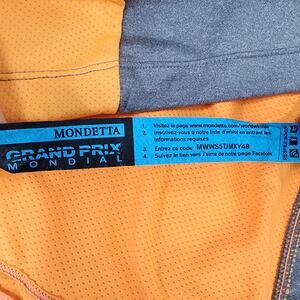 MONDETTA
GRAND PRIX
MONDIAL
1. Visitez la page www.mondetta.com/
2. Inscrivez-vous à notre liste d'envoi en entrant les
informations requises
3. Entrez ce code: MWWS5TJMXY4B
4. Suivez le lien vers J'aime de notre page Facebook